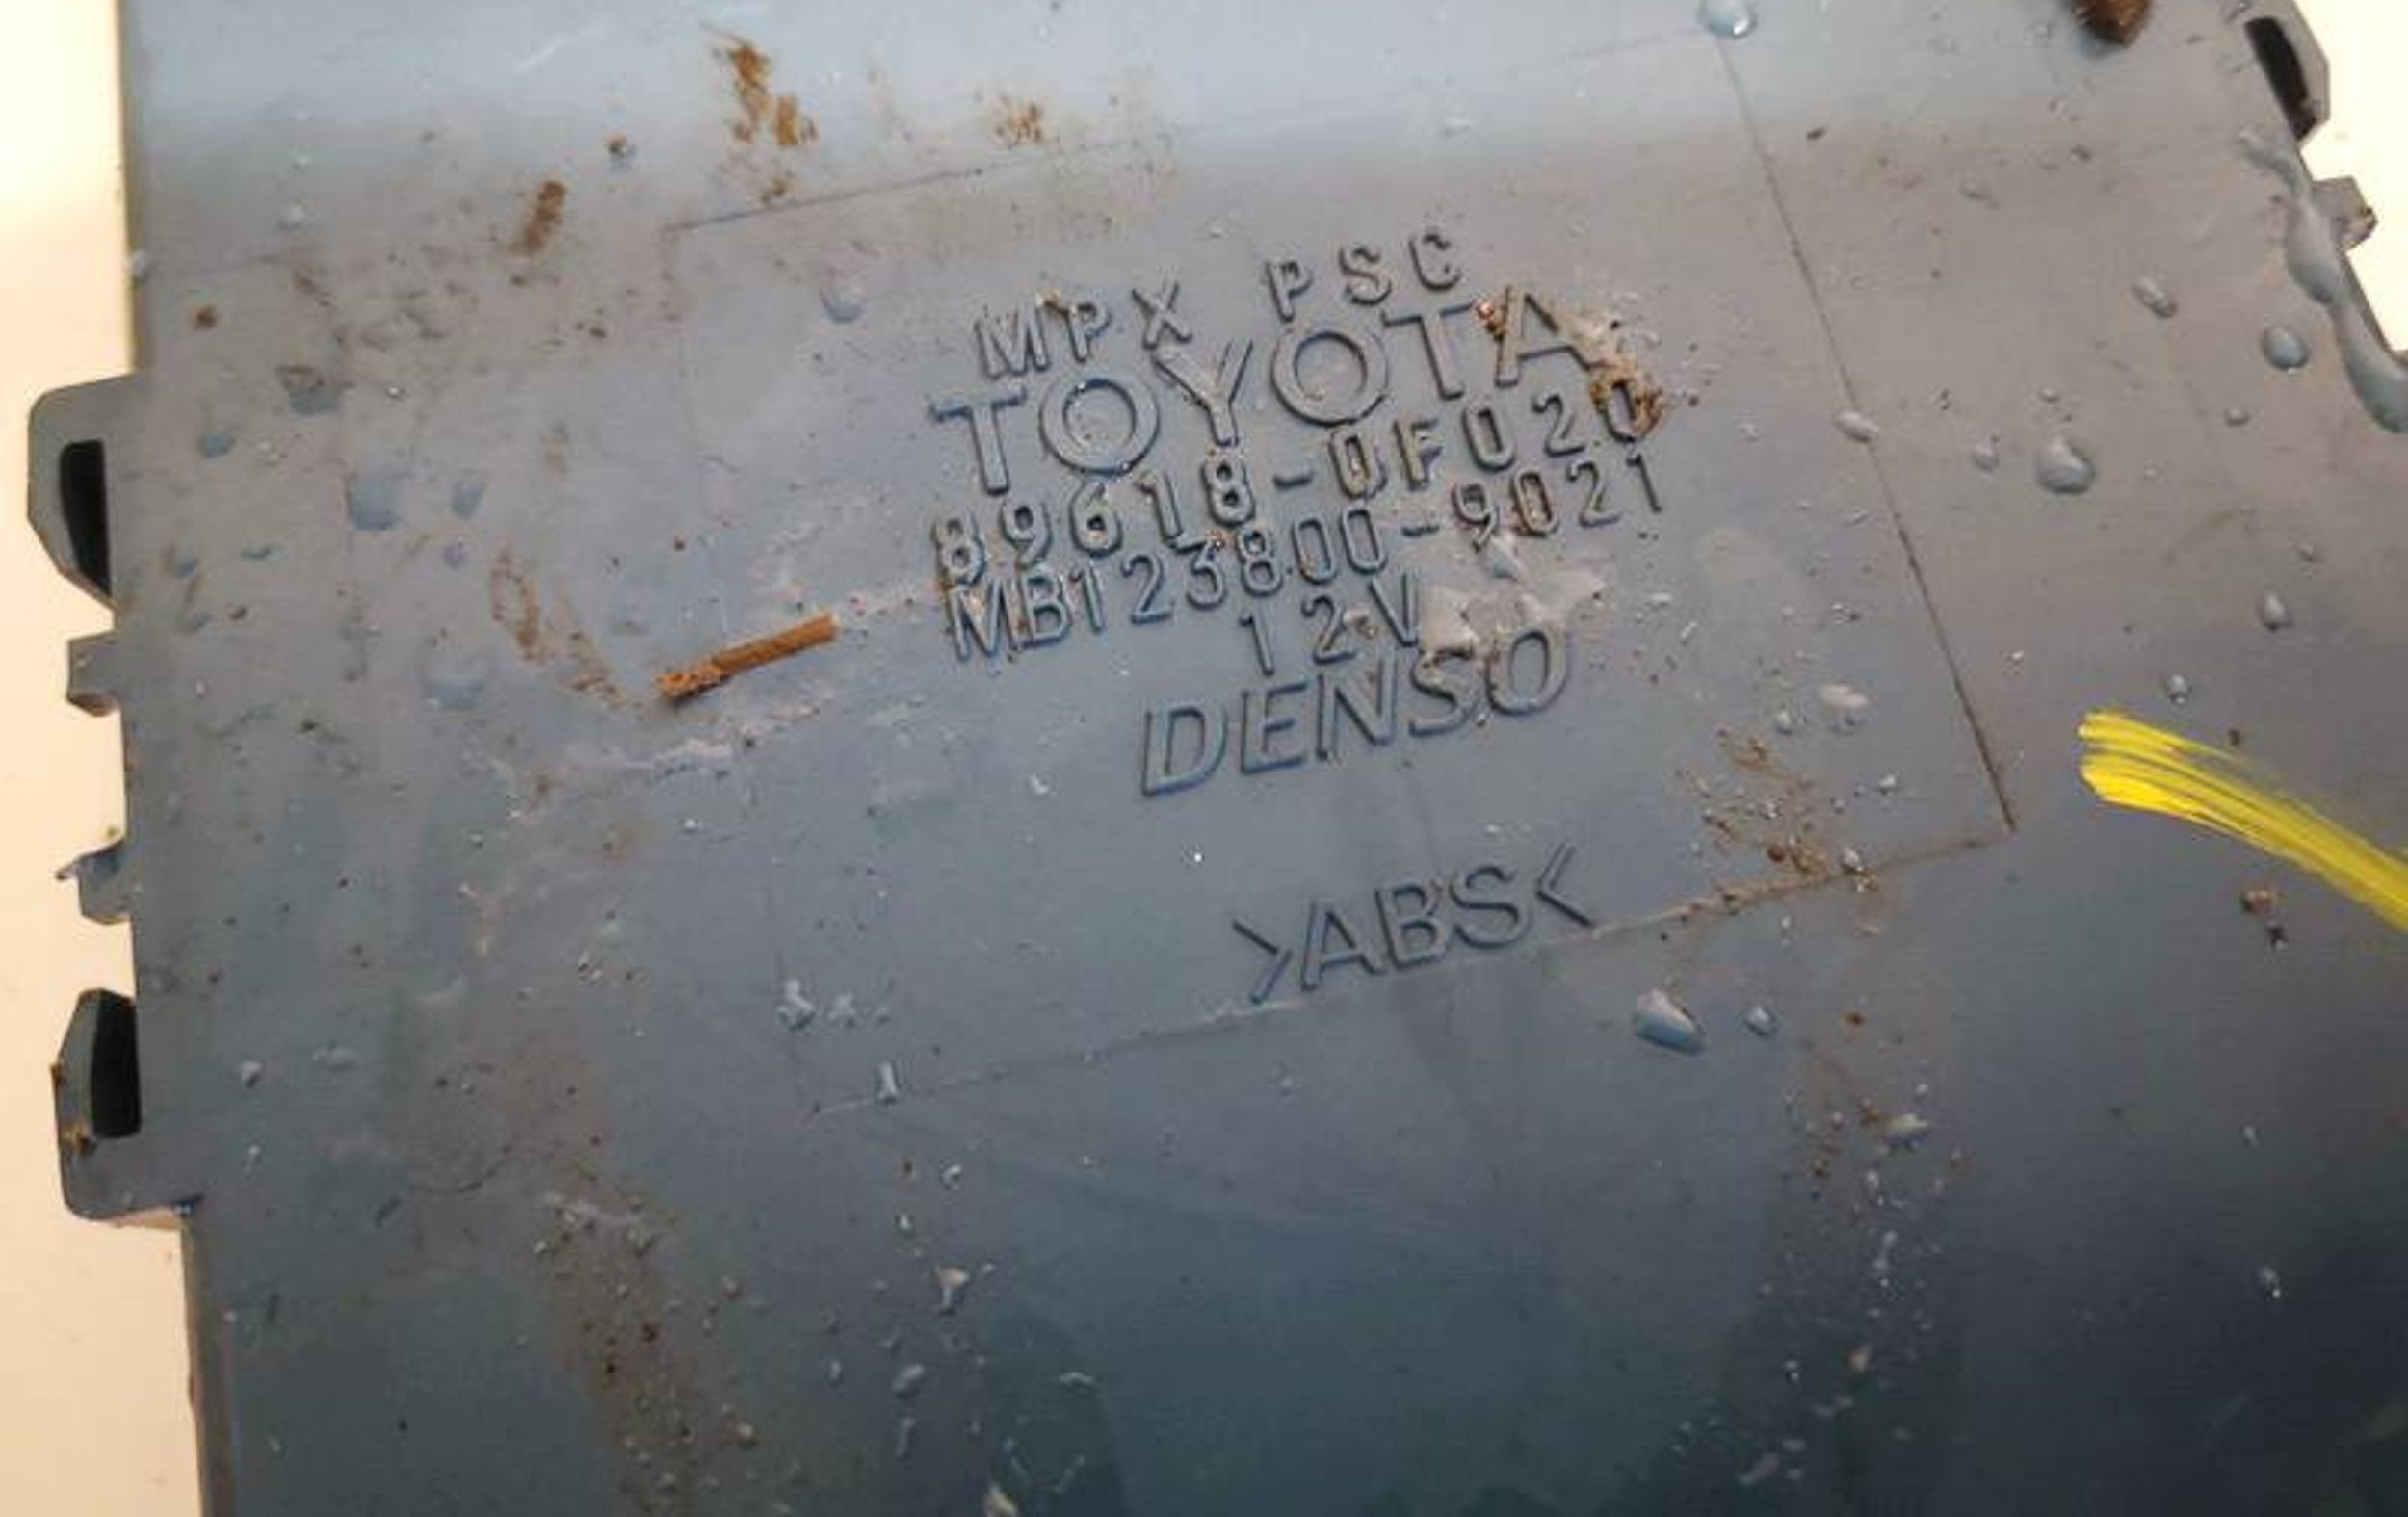 MPX PSC
TOYOTA
89618-0F020
MB123800-9021
12V
DENSO
>ABS<